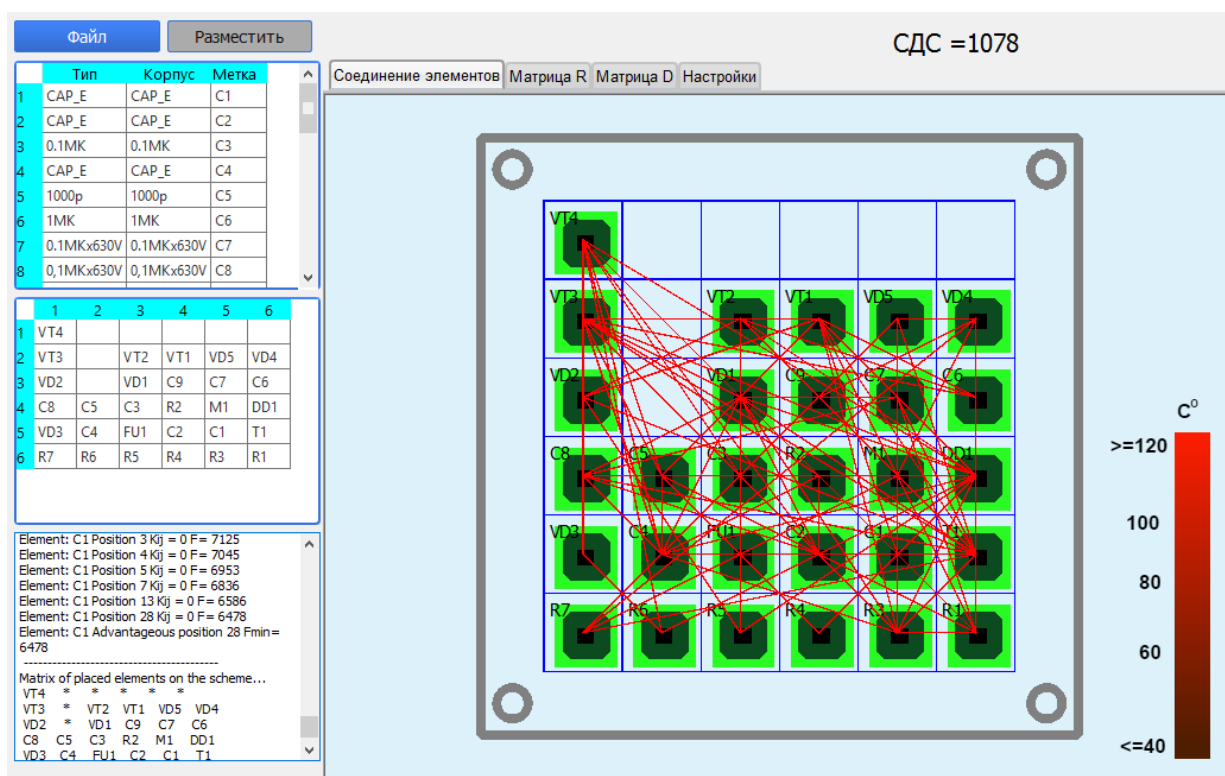 Файл Разместить
СДС =1078
Соединение элементов Матрица R Матрица D Настройки
Тип Корпус Метка
1 CAP_E CAP_E C1
2 CAP_E CAP_E C2
3 0.1МК 0.1МК C3
4 CAP_E CAP_E C4
5 1000p 1000p C5
6 1МК 1МК C6
7 0.1МКх630V 0.1МКх630V C7
8 0,1МКх630V 0,1МКх630V C8
1 2 3 4 5 6
1 VT4
2 VT3 VT2 VT1 VD5 VD4
3 VD2 VD1 C9 C7 C6
4 C8 C5 C3 R2 M1 DD1
5 VD3 C4 FU1 C2 C1 T1
6 R7 R6 R5 R4 R3 R1
Element: C1 Position 3 Kij = 0 F= 7125
Element: C1 Position 4 Kij = 0 F= 7045
Element: C1 Position 5 Kij = 0 F= 6953
Element: C1 Position 7 Kij = 0 F= 6836
Element: C1 Position 13 Kij = 0 F= 6586
Element: C1 Position 28 Kij = 0 F= 6478
Element: C1 Advantageous position 28 Fmin=
6478
-------------------------------------------
Matrix of placed elements on the scheme...
VT4 * * * * *
VT3 * VT2 VT1 VD5 VD4
VD2 * VD1 C9 C7 C6
C8 C5 C3 R2 M1 DD1
VD3 C4 FU1 C2 C1 T1
VT4
VT3 VT2 VT1 VD5 VD4
VD2 VD1 C9 C7 C6
C8 C5 C3 R2 M1 DD1
VD3 C4 FU1 C2 C1 T1
R7 R6 R5 R4 R3 R1
C⁰
>=120
100
80
60
<=40